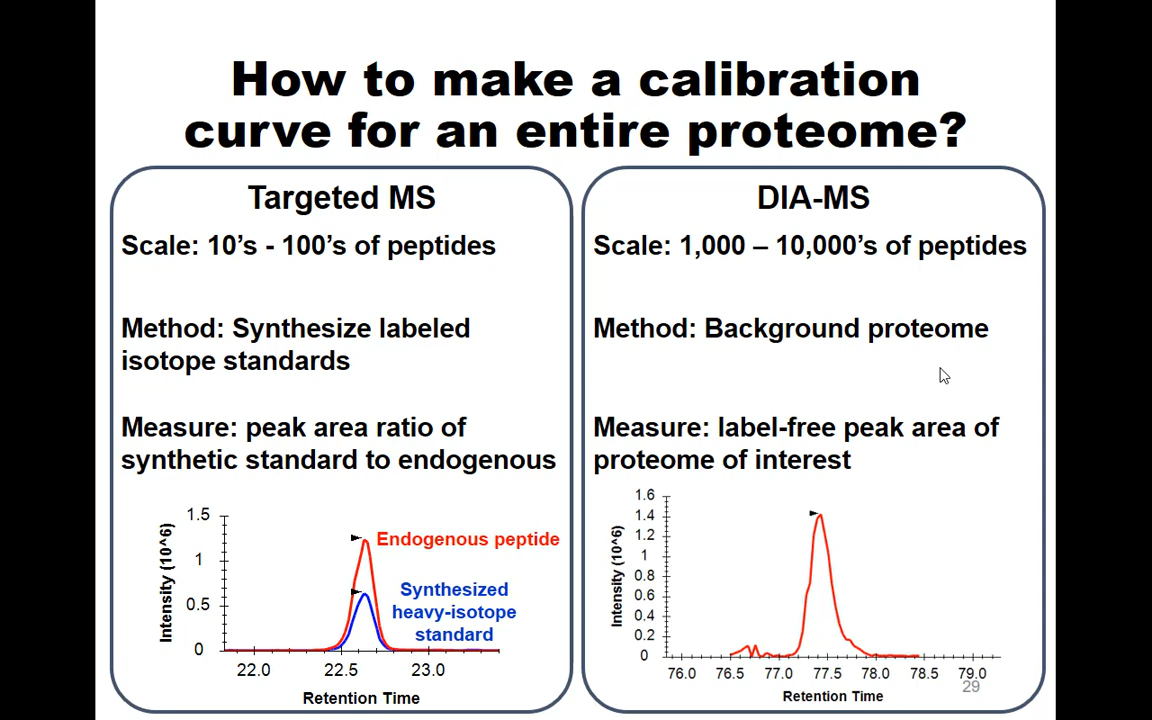 How to make a calibration
curve for an entire proteome?
Targeted MS
Scale: 10’s - 100’s of peptides
Method: Synthesize labeled
isotope standards
Measure: peak area ratio of
synthetic standard to endogenous
1.5
1
0.5
0
Intensity (10^6)
Endogenous peptide
Synthesized
heavy-isotope
standard
22.0 22.5 23.0
Retention Time
DIA-MS
Scale: 1,000 – 10,000’s of peptides
Method: Background proteome
Measure: label-free peak area of
proteome of interest
1.6
1.4
1.2
1
0.8
0.6
0.4
0.2
0
Intensity (10^6)
76.0 76.5 77.0 77.5 78.0 78.5 79.0
Retention Time
29